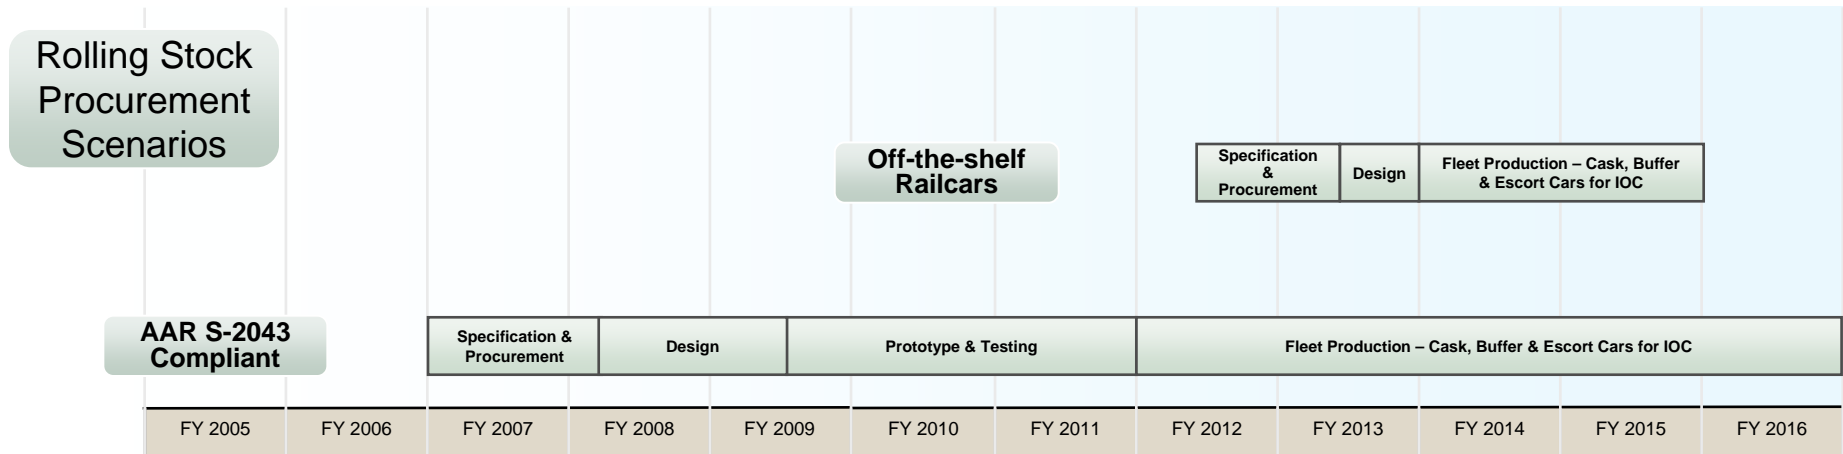 Rolling Stock
Procurement
Scenarios
Off-the-shelf
Railcars
Specification
&
Procurement
Design
Fleet Production – Cask, Buffer
& Escort Cars for IOC
AAR S-2043
Compliant
Specification &
Procurement
Design
Prototype & Testing
Fleet Production – Cask, Buffer & Escort Cars for IOC
FY 2005
FY 2006
FY 2007
FY 2008
FY 2009
FY 2010
FY 2011
FY 2012
FY 2013
FY 2014
FY 2015
FY 2016